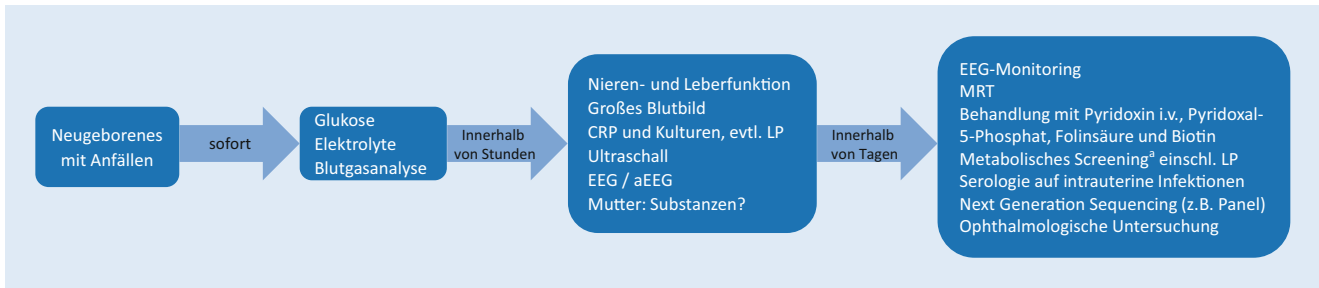 Neugeborenes
mit Anfällen
sofort
Glukose
Elektrolyte
Blutgasanalyse
Innerhalb
von Stunden
Nieren- und Leberfunktion
Großes Blutbild
CRP und Kulturen, evtl. LP
Ultraschall
EEG / aEEG
Mutter: Substanzen?
Innerhalb
von Tagen
EEG-Monitoring
MRT
Behandlung mit Pyridoxin i.v., Pyridoxal-
5-Phosphat, Folinsäure und Biotin
Metabolisches Screeningᵃ einschl. LP
Serologie auf intrauterine Infektionen
Next Generation Sequencing (z.B. Panel)
Ophthalmologische Untersuchung